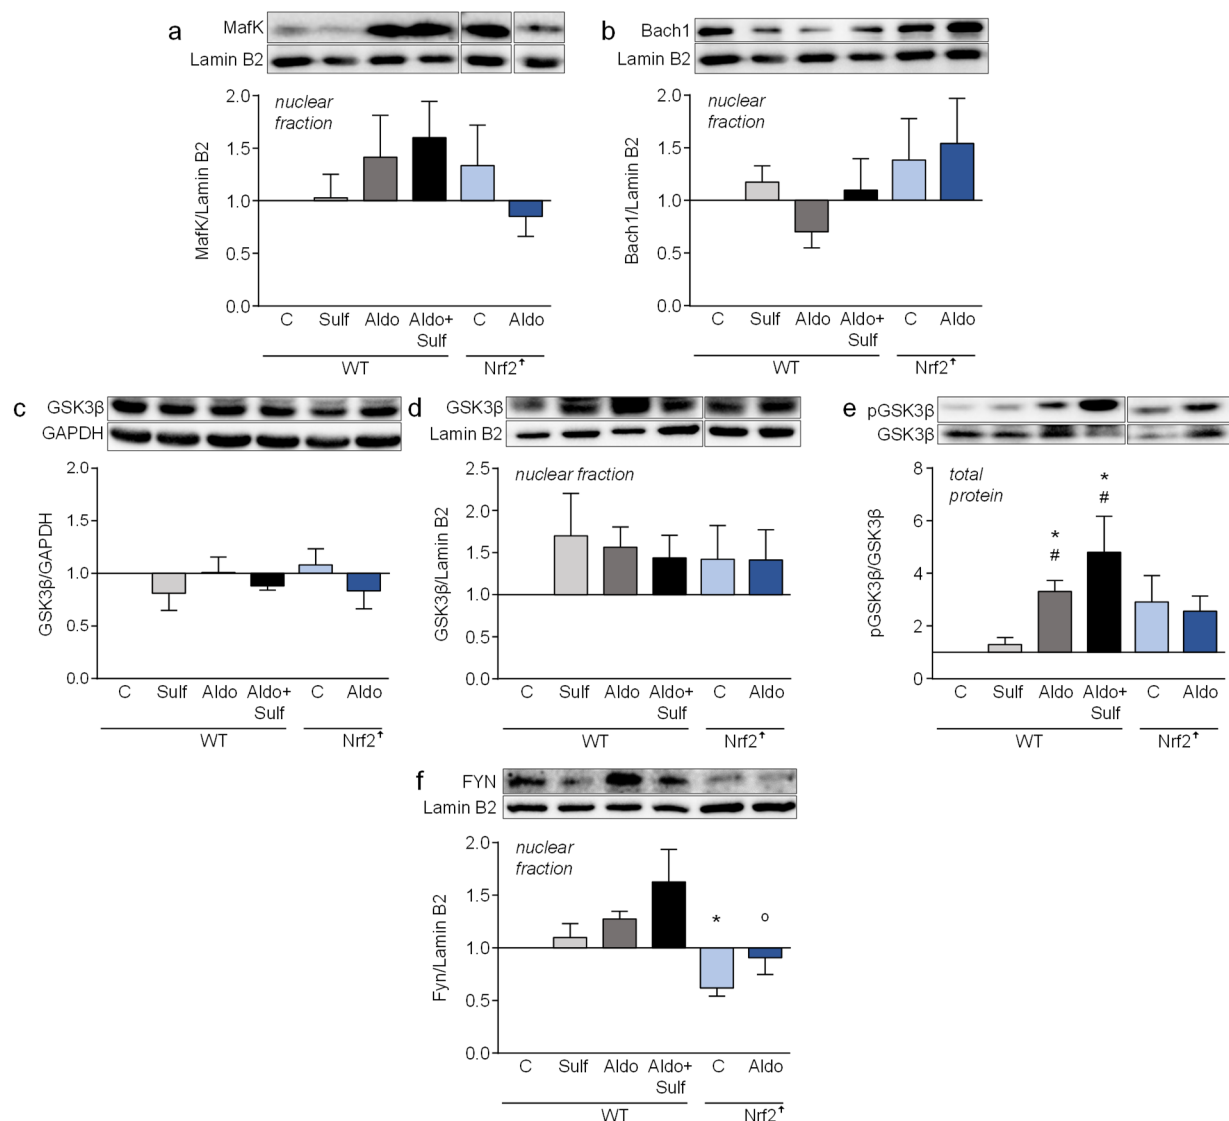 a
MafK
Lamin B2
2.0
1.5
1.0
0.5
0.0
MafK/Lamin B2
nuclear
fraction
C Sulf Aldo Aldo+ C Aldo
Sulf
WT Nrf2↑
b
Bach1
Lamin B2
2.0
1.5
1.0
0.5
0.0
Bach1/Lamin B2
nuclear
fraction
C Sulf Aldo Aldo+ C Aldo
Sulf
WT Nrf2↑
c
GSK3β
GAPDH
2.0
1.5
1.0
0.5
0.0
GSK3β/GAPDH
C Sulf Aldo Aldo+ C Aldo
Sulf
WT Nrf2↑
d
GSK3β
Lamin B2
2.5
2.0
1.5
1.0
0.5
0.0
GSK3β/Lamin B2
nuclear fraction
C Sulf Aldo Aldo+ C Aldo
Sulf
WT Nrf2↑
e
pGSK3β
GSK3β
8
6
4
2
0
pGSK3β/GSK3β
total
protein
*
#
*
#
C Sulf Aldo Aldo+ C Aldo
Sulf
WT Nrf2↑
f
FYN
Lamin B2
2.0
1.5
1.0
0.5
0.0
Fyn/Lamin B2
nuclear
fraction
* o
C Sulf Aldo Aldo+ C Aldo
Sulf
WT Nrf2↑